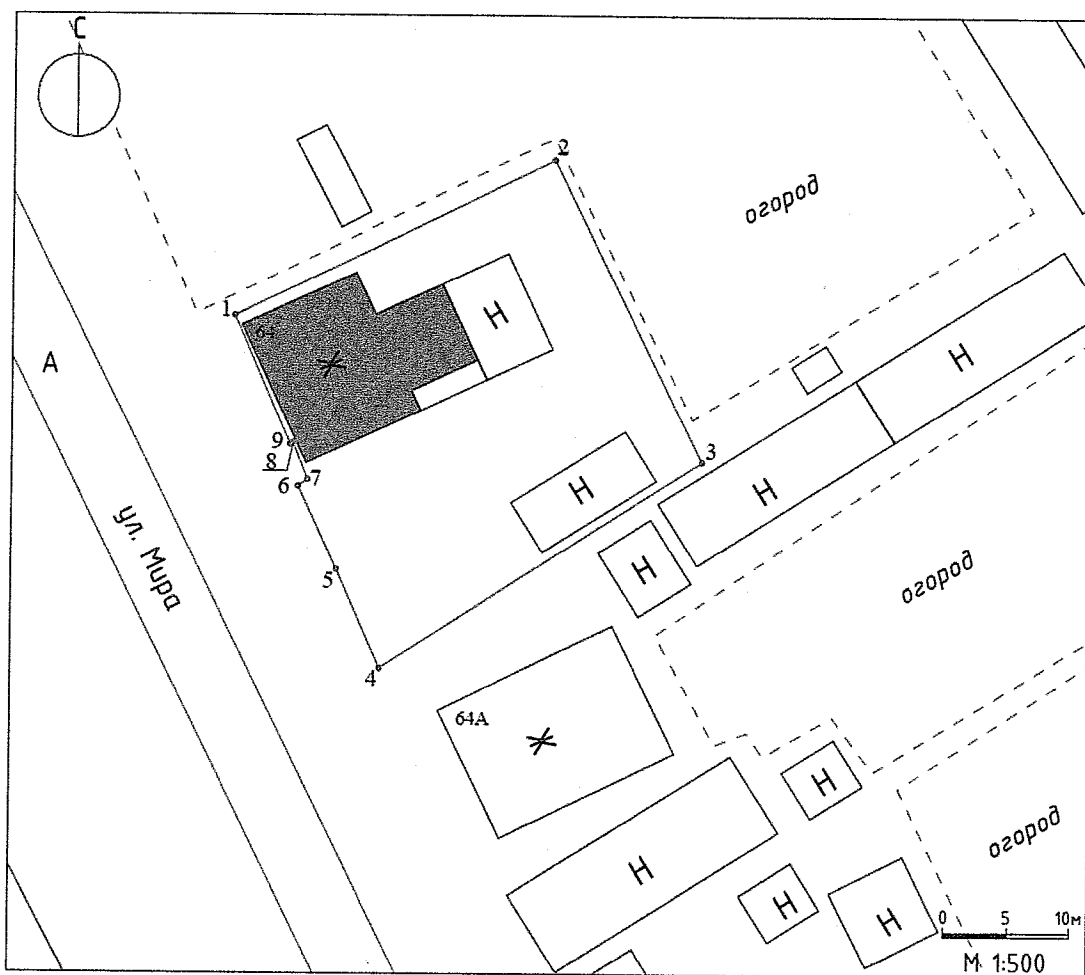 С
2
огород
1
64
Н
Ж
Н
А
9
8
3
7
6
Н
Н
ул. Мира
Н
5
огород
4
64А
Ж
Н
Н
огород
Н
Н
0 5 10м
М 1:500